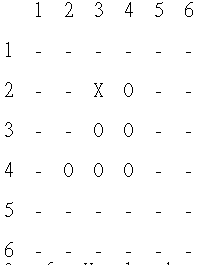 1 2 3 4 5 6
1 - - - - - -
2 - - X O - -
3 - - O O - -
4 - O O O - -
5 - - - - - -
6 - - - - - -